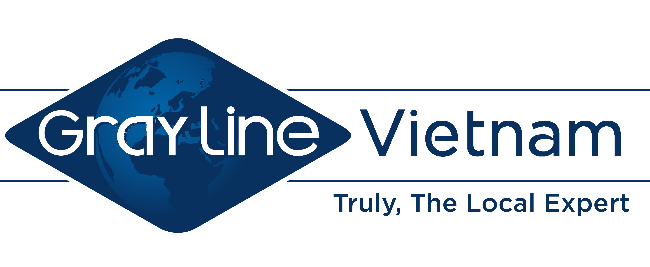 Gray Line Vietnam
Truly, The Local Expert